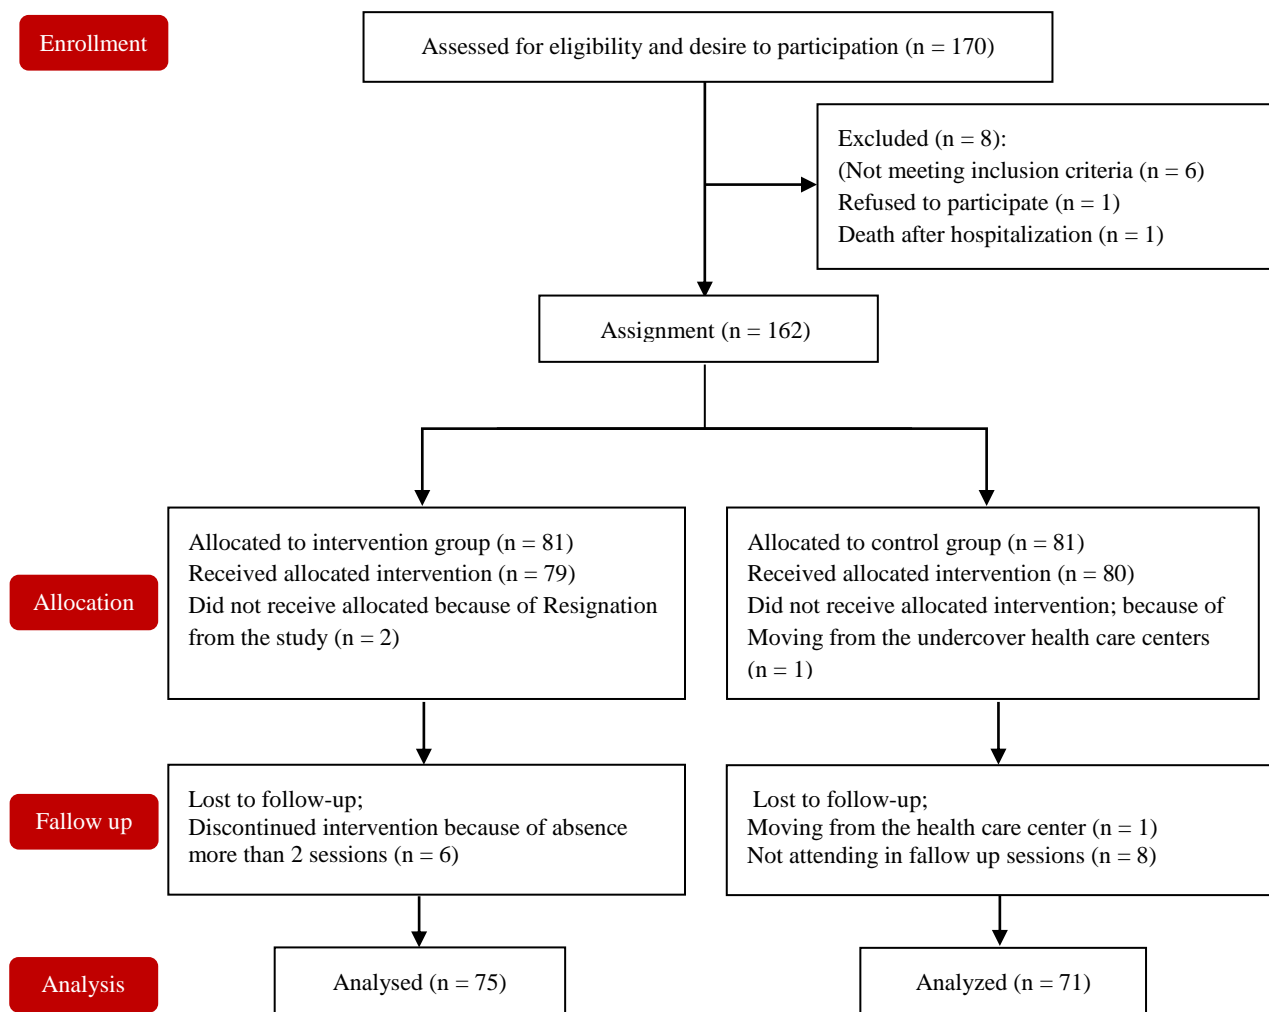 Enrollment
Assessed for eligibility and desire to participation (n = 170)
Excluded (n = 8):
(Not meeting inclusion criteria (n = 6)
Refused to participate (n = 1)
Death after hospitalization (n = 1)
Assignment (n = 162)
Allocation
Allocated to intervention group (n = 81)
Received allocated intervention (n = 79)
Did not receive allocated because of Resignation
from the study (n = 2)
Allocated to control group (n = 81)
Received allocated intervention (n = 80)
Did not receive allocated intervention; because of
Moving from the undercover health care centers
(n = 1)
Fallow up
Lost to follow-up;
Discontinued intervention because of absence
more than 2 sessions (n = 6)
Lost to follow-up;
Moving from the health care center (n = 1)
Not attending in fallow up sessions (n = 8)
Analysis
Analysed (n = 75)
Analyzed (n = 71)